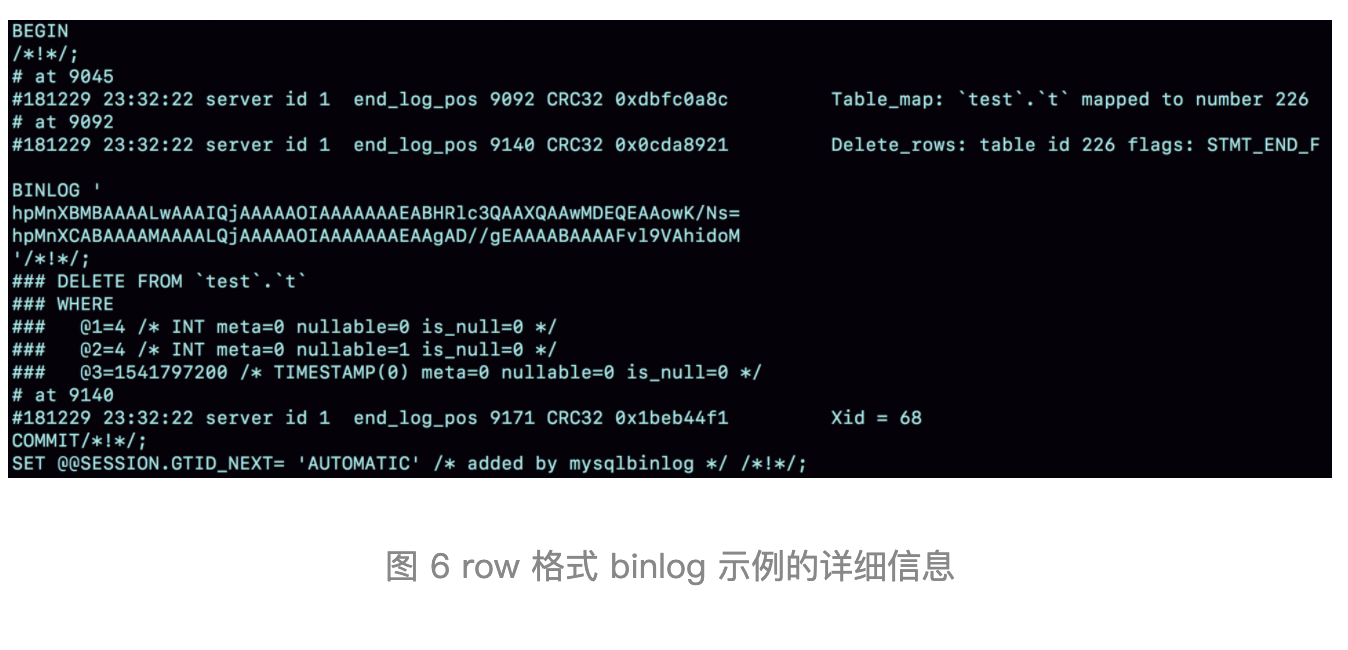 BEGIN
/*!*/;
# at 9045
#181229 23:32:22 server id 1  end_log_pos 9092 CRC32 0xdbfc0a8c         Table_map: `test`.`t` mapped to number 226
# at 9092
#181229 23:32:22 server id 1  end_log_pos 9140 CRC32 0x0cda8921         Delete_rows: table id 226 flags: STMT_END_F
BINLOG '
hpMnXBMBAAAALwAAAIQjAAAAAOIAAAAAAAEABHRlc3QAAXQAAwMDEQEAAowK/Ns=
hpMnXCABAAAAMAAAALQjAAAAAOIAAAAAAAEAAgAD//gEAAAABAAAAFvl9VAhidoM
'/*!*/;
### DELETE FROM `test`.`t`
### WHERE
###   @1=4 /* INT meta=0 nullable=0 is_null=0 */
###   @2=4 /* INT meta=0 nullable=1 is_null=0 */
###   @3=1541797200 /* TIMESTAMP(0) meta=0 nullable=0 is_null=0 */
# at 9140
#181229 23:32:22 server id 1  end_log_pos 9171 CRC32 0x1beb44f1         Xid = 68
COMMIT/*!*/;
SET @@SESSION.GTID_NEXT= 'AUTOMATIC' /* added by mysqlbinlog */ /*!*/;
图 6 row 格式 binlog 示例的详细信息